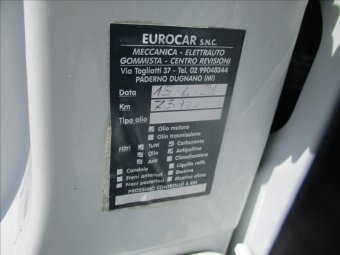 EUROCAR S.N.C.
MECCANICA - ELETTRAUTO
GOMMISTA - CENTRO REVISIONI
Via Togliatti 37 - Tel. 02 99048344
PADERNO DUGNANO (MI)
Data
Km
Tipo olio
Olio motore
Olio trasmissione
Filtri Tutti Carburante
Olio Antipolline
Aria Climatizzatore
Candele Liquido raffr.
Freni anteriori Gomme
Freni posteriori Ricarica clima
PROSSIMO CONTROLLO A KM